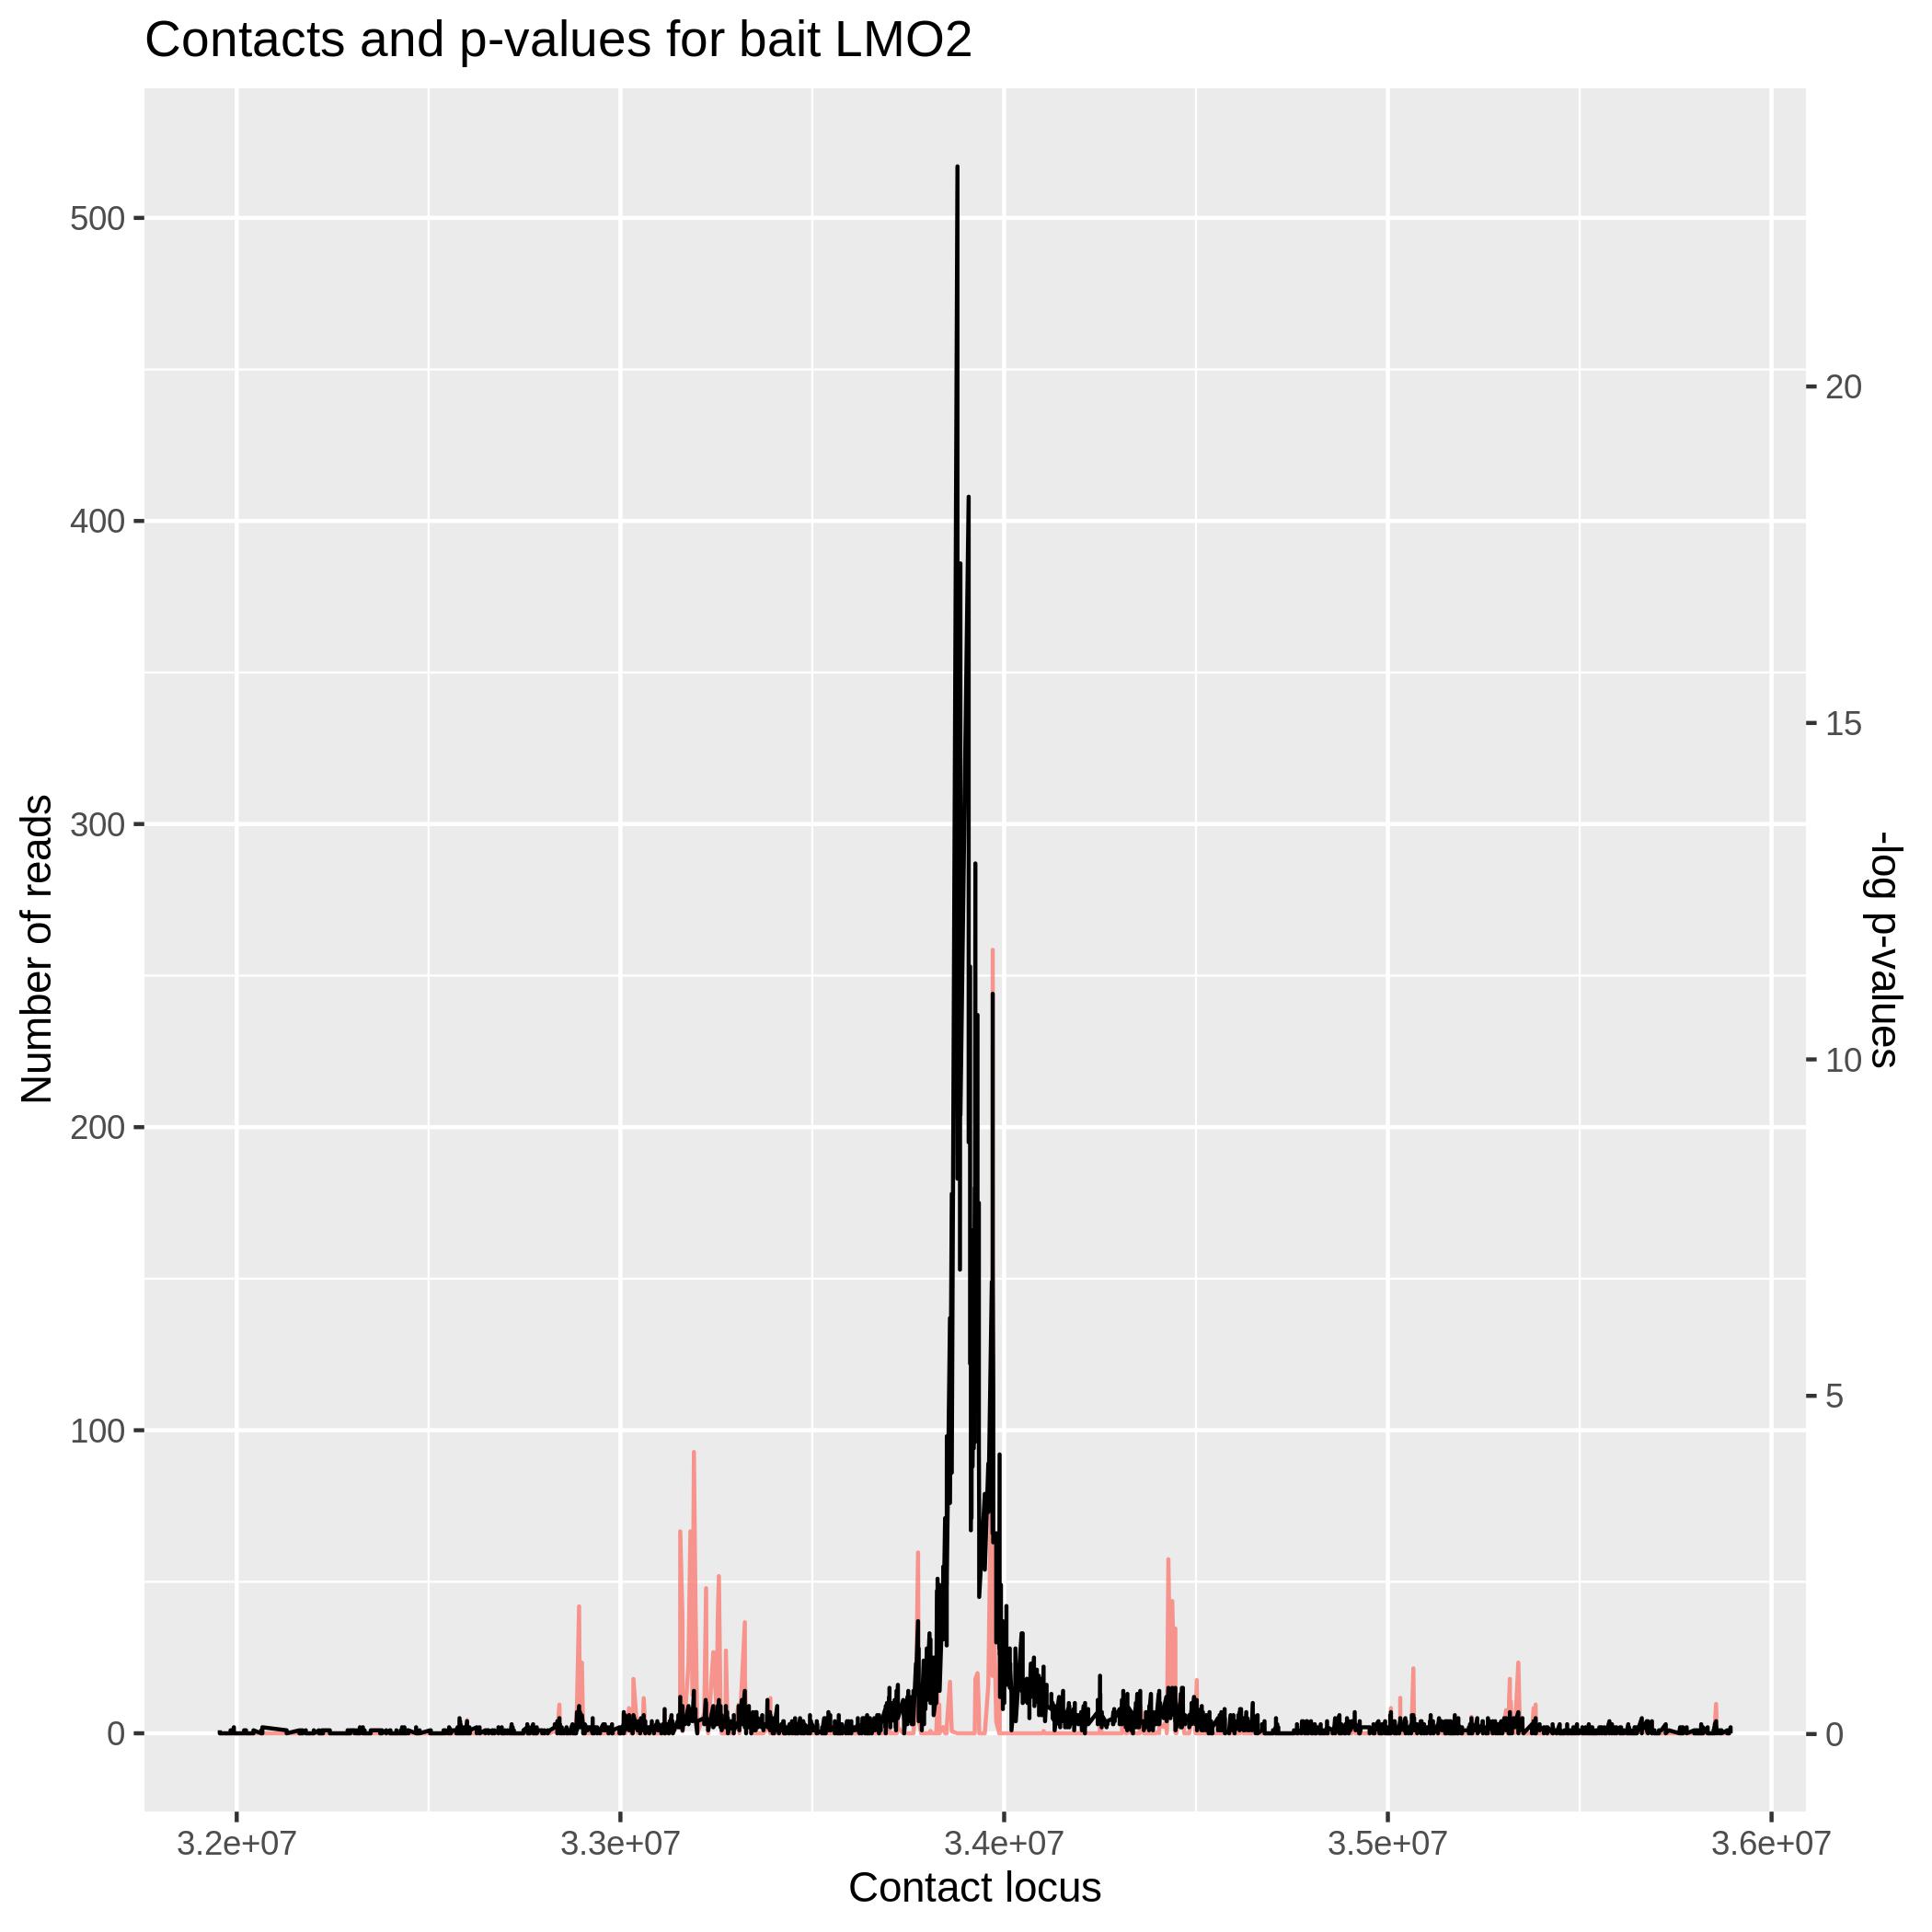 Contacts and p-values for bait LMO2
Number of reads
500
400
300
200
100
0
20
15
10
5
0
-log p-values
3.2e+07
3.3e+07
3.4e+07
3.5e+07
3.6e+07
Contact locus